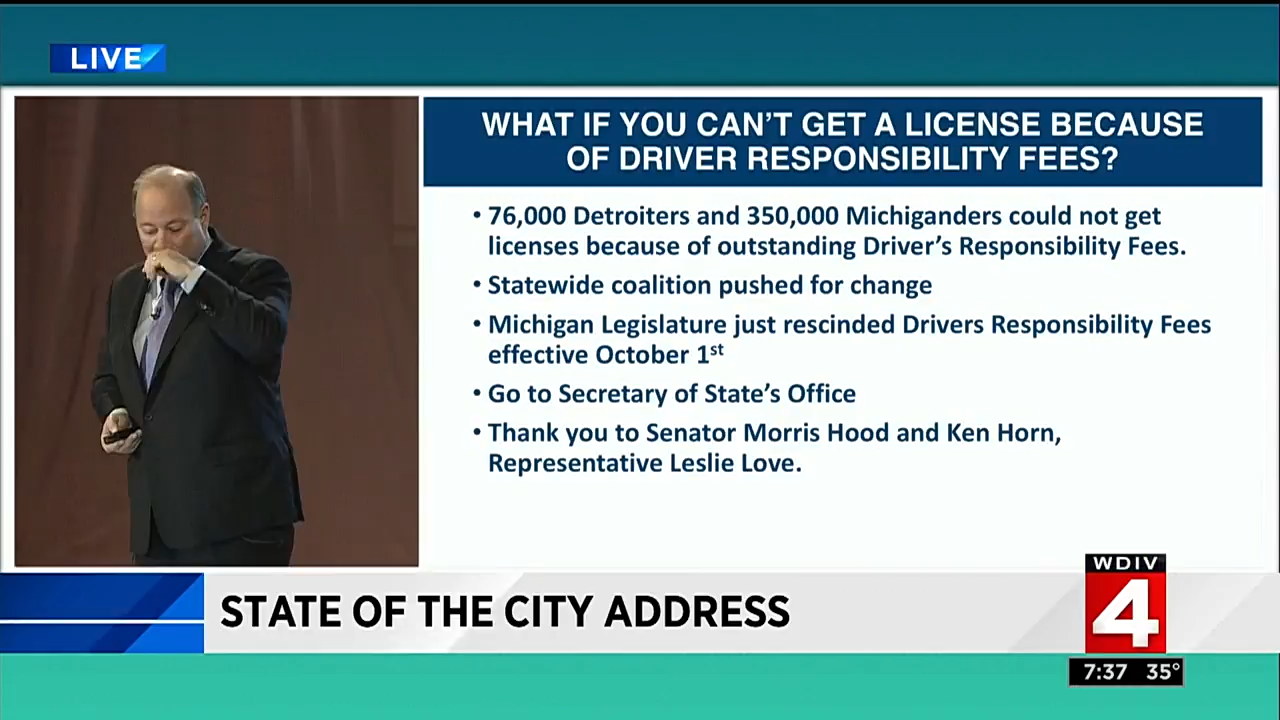 LIVE
WHAT IF YOU CAN'T GET A LICENSE BECAUSE
OF DRIVER RESPONSIBILITY FEES?
• 76,000 Detroiters and 350,000 Michiganders could not get
licenses because of outstanding Driver's Responsibility Fees.
• Statewide coalition pushed for change
• Michigan Legislature just rescinded Drivers Responsibility Fees
effective October 1st
• Go to Secretary of State's Office
• Thank you to Senator Morris Hood and Ken Horn,
Representative Leslie Love.
STATE OF THE CITY ADDRESS
WDIV
4
7:37 35°